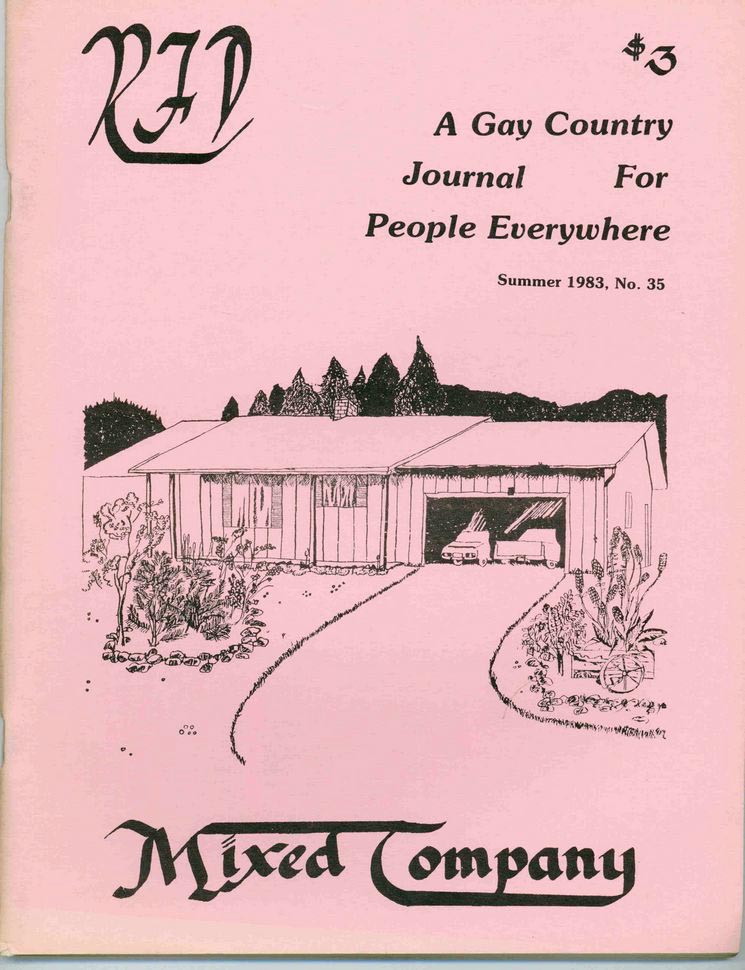 RFD
$3
A Gay Country
Journal For
People Everywhere
Summer 1983, No. 35
Mixed Company